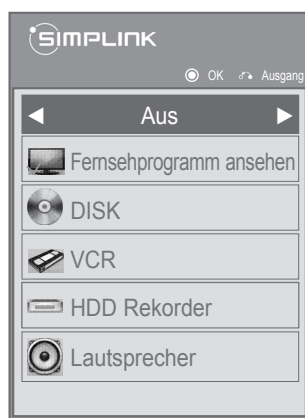 SIMPLINK
OK Ausgang
Aus
Fernsehprogramm ansehen
DISK
VCR
HDD Rekorder
Lautsprecher